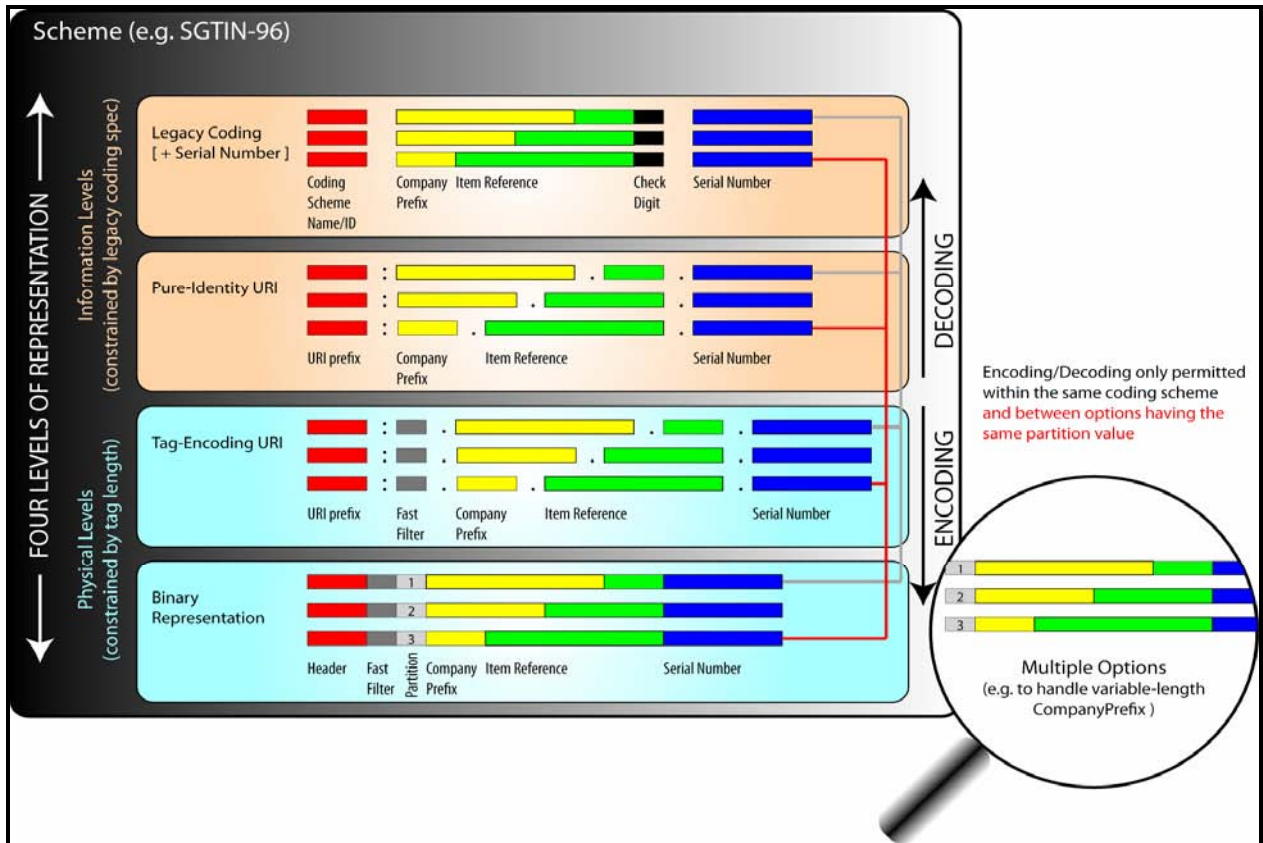 Scheme (e.g. SGTIN-96)
FOUR LEVELS OF REPRESENTATION
Information Levels
(constrained by legacy coding spec)
Legacy Coding
[ + Serial Number ]
Coding
Scheme
Name/ID
Company
Prefix
Item Reference
Check
Digit
Serial Number
Pure-Identity URI
: . .
: . .
: . .
URI prefix
Company
Prefix
Item Reference
Serial Number
Physical Levels
(constrained by tag length)
Tag-Encoding URI
: . . .
: . . .
: . . .
URI prefix
Fast
Filter
Company
Prefix
Item Reference
Serial Number
Binary
Representation
1
2
3
Header
Fast
Filter
Partition
Company
Prefix
Item Reference
Serial Number
DECODING
ENCODING
Encoding/Decoding only permitted
within the same coding scheme
and between options having the
same partition value
1
2
3
Multiple Options
(e.g. to handle variable-length
CompanyPrefix )